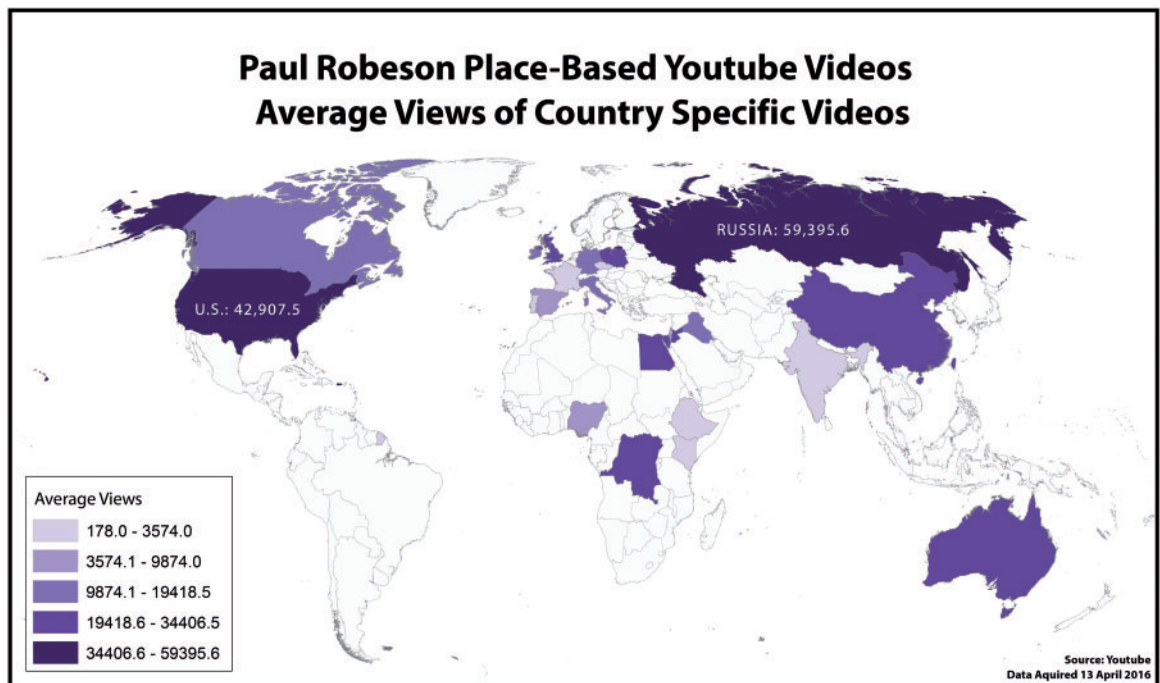 Paul Robeson Place-Based Youtube Videos
Average Views of Country Specific Videos
RUSSIA: 59,395.6
U.S.: 42,907.5
Average Views
178.0 - 3574.0
3574.1 - 9874.0
9874.1 - 19418.5
19418.6 - 34406.5
34406.6 - 59395.6
Source: Youtube
Data Aquired 13 April 2016